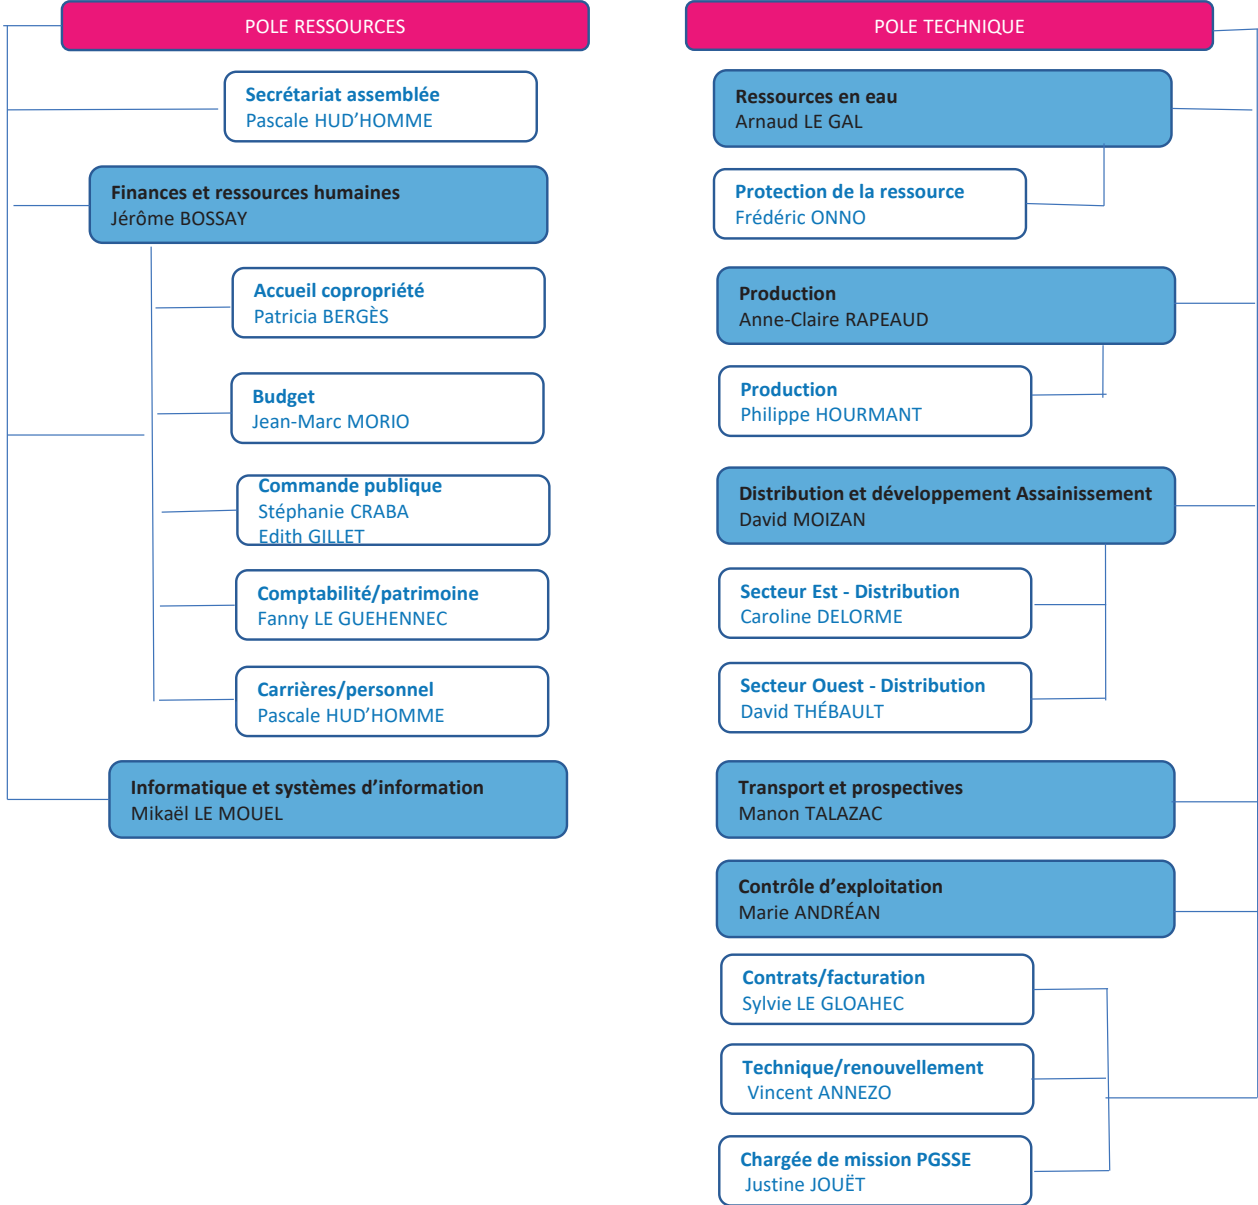 POLE RESSOURCES
Secrétariat assemblée
Pascale HUD’HOMME
Finances et ressources humaines
Jérôme BOSSAY
Accueil copropriété
Patricia BERGÈS
Budget
Jean-Marc MORIO
Commande publique
Stéphanie CRABA
Edith GILLET
Comptabilité/patrimoine
Fanny LE GUEHENNEC
Carrières/personnel
Pascale HUD’HOMME
Informatique et systèmes d’information
Mikaël LE MOUEL
POLE TECHNIQUE
Ressources en eau
Arnaud LE GAL
Protection de la ressource
Frédéric ONNO
Production
Anne-Claire RAPEAUD
Production
Philippe HOURMANT
Distribution et développement Assainissement
David MOIZAN
Secteur Est - Distribution
Caroline DELORME
Secteur Ouest - Distribution
David THÉBAULT
Transport et prospectives
Manon TALAZAC
Contrôle d’exploitation
Marie ANDRÉAN
Contrats/facturation
Sylvie LE GLOAHEC
Technique/renouvellement
Vincent ANNEZO
Chargée de mission PGSSE
Justine JOUËT